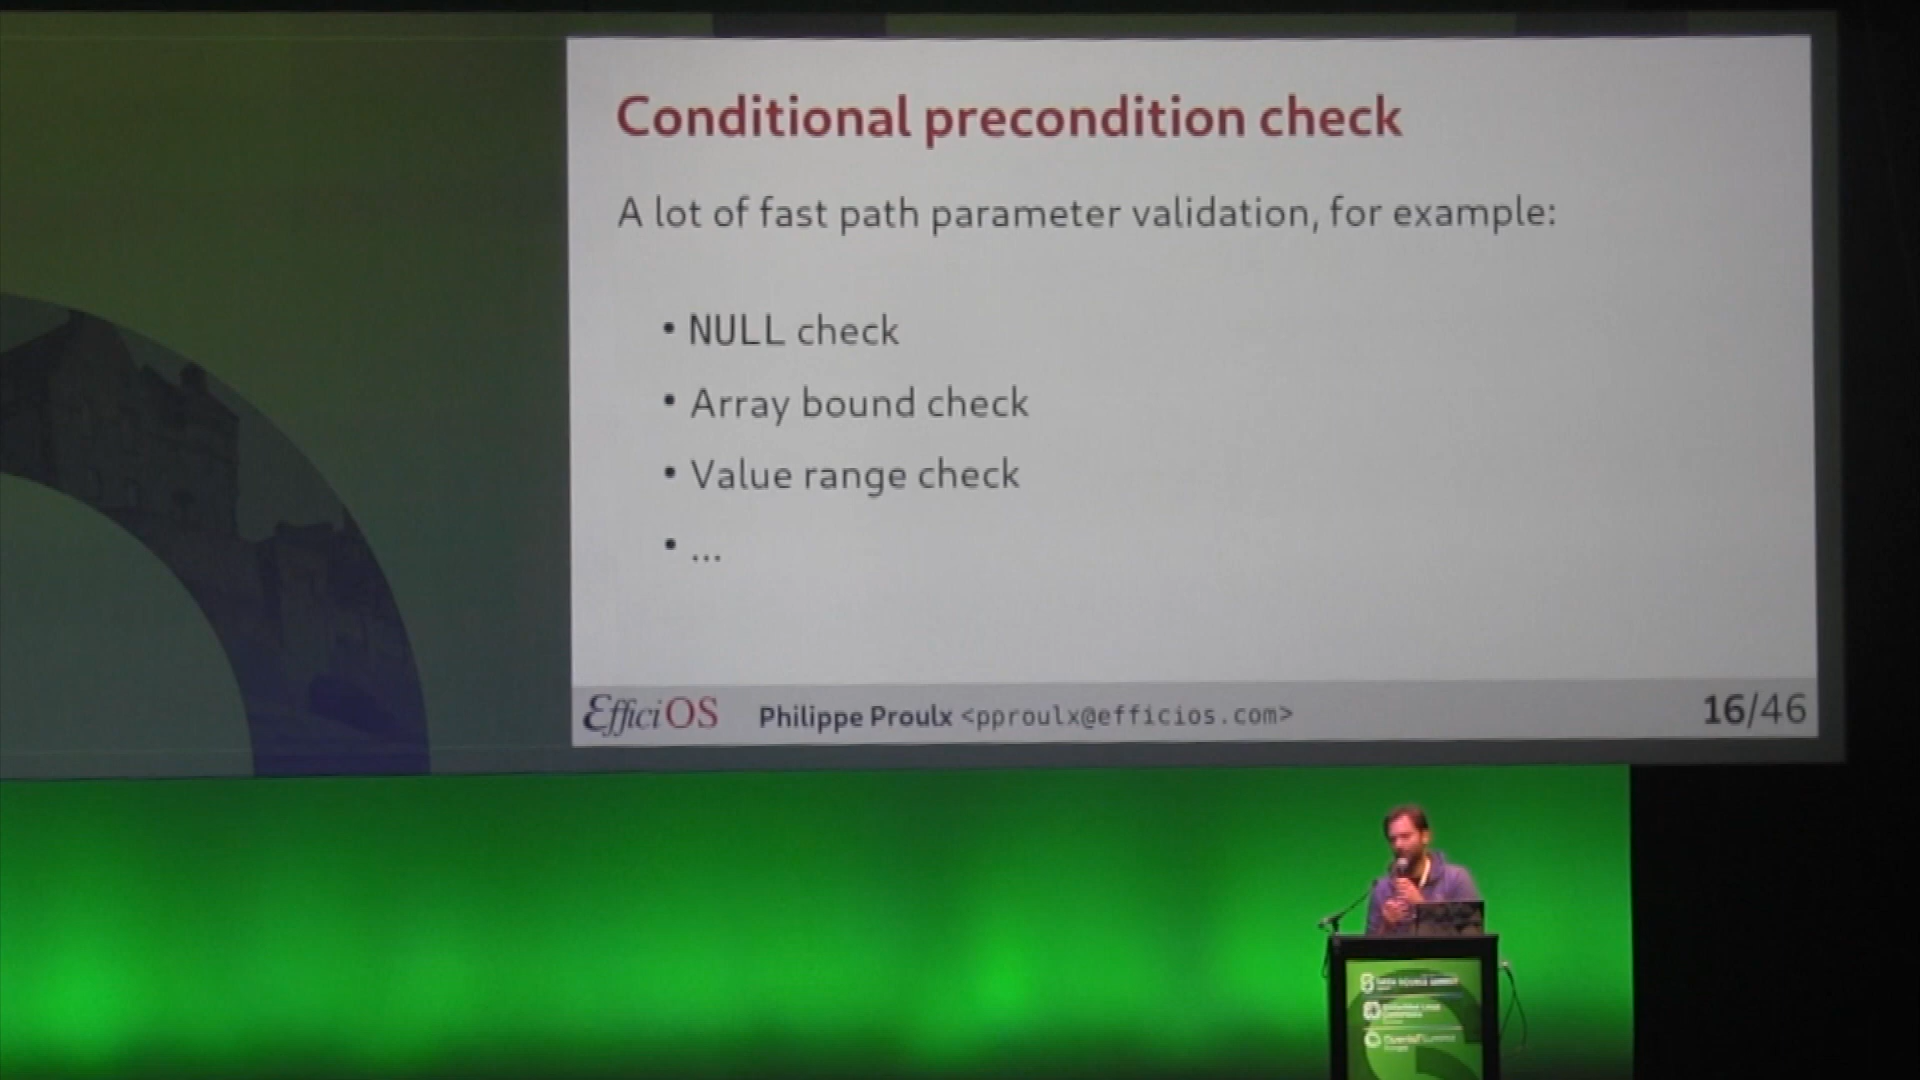 Conditional precondition check
A lot of fast path parameter validation, for example:
• NULL check
• Array bound check
• Value range check
• ...
EfficiOS
Philippe Proulx <pproulx@efficios.com>
16/46